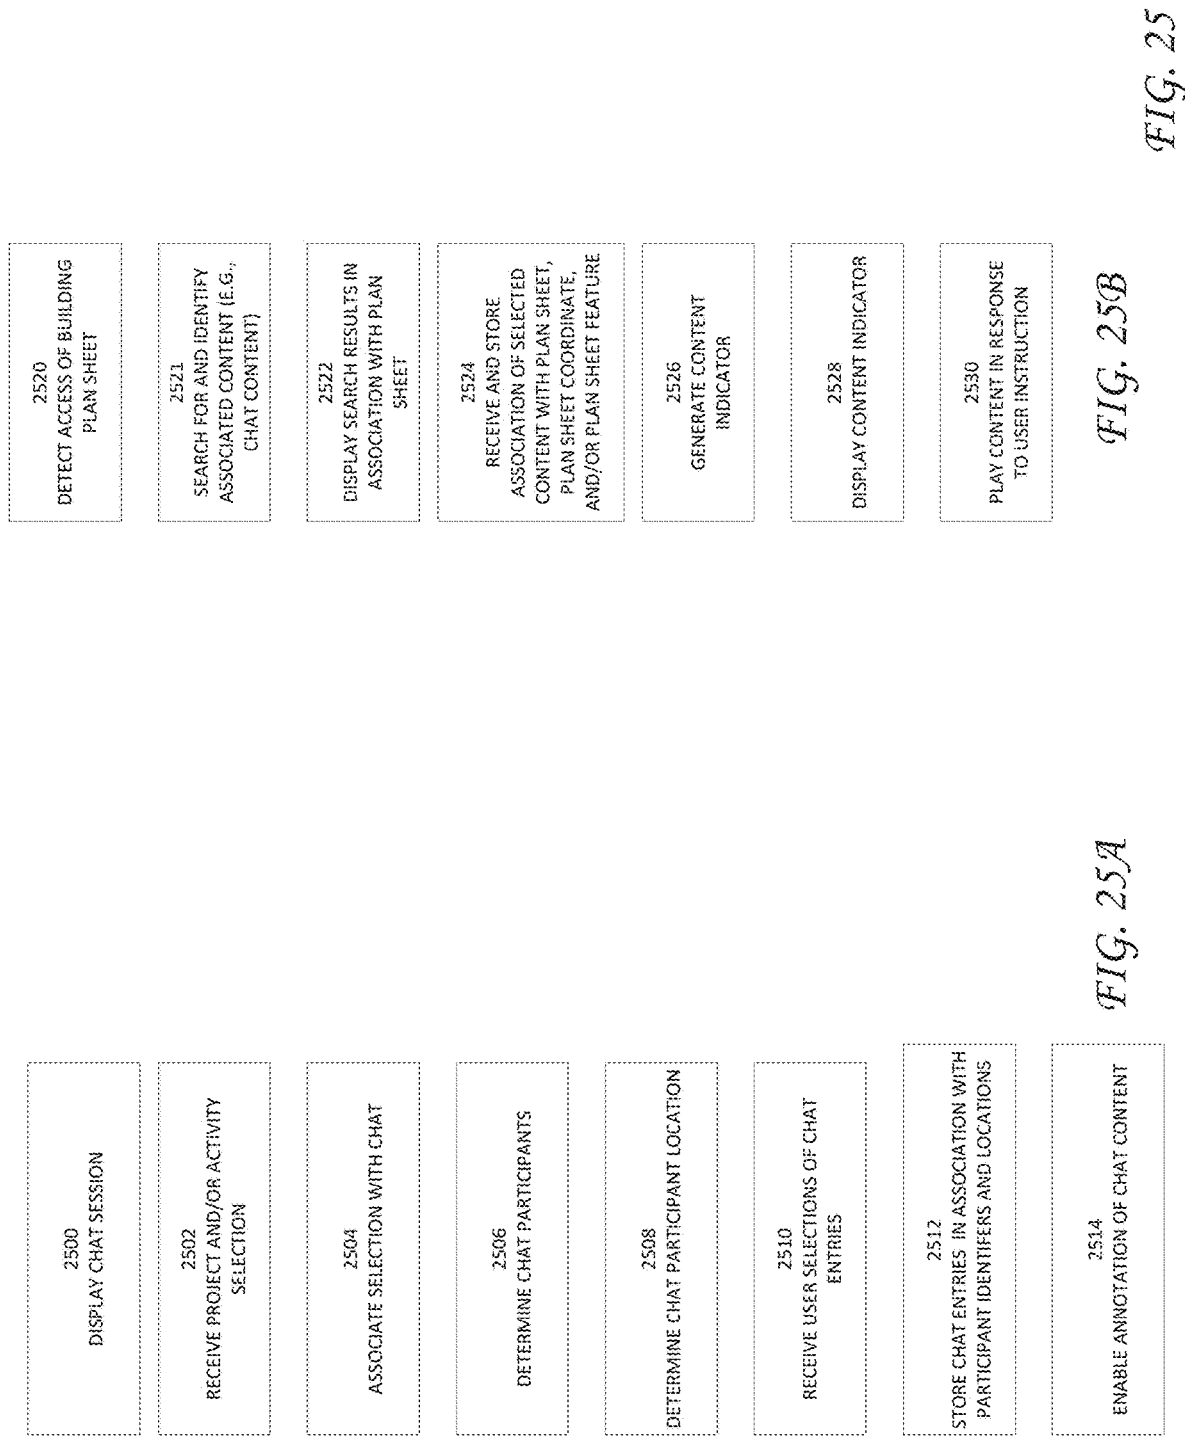 2500
DISPLAY CHAT SESSION
2502
RECEIVE PROJECT AND/OR ACTIVITY
SELECTION
2504
ASSOCIATE SELECTION WITH CHAT
2506
DETERMINE CHAT PARTICIPANTS
2508
DETERMINE CHAT PARTICIPANT LOCATION
2510
RECEIVE USER SELECTIONS OF CHAT
ENTRIES
2512
STORE CHAT ENTRIES IN ASSOCIATION WITH
PARTICIPANT IDENTIFERS AND LOCATIONS
2514
ENABLE ANNOTATION OF CHAT CONTENT
FIG. 25A
2520
DETECT ACCESS OF BUILDING
PLAN SHEET
2521
SEARCH FOR AND IDENTIFY
ASSOCIATED CONTENT (E.G.,
CHAT CONTENT)
2522
DISPLAY SEARCH RESULTS IN
ASSOCIATION WITH PLAN
SHEET
2524
RECEIVE AND STORE
ASSOCIATION OF SELECTED
CONTENT WITH PLAN SHEET,
PLAN SHEET COORDINATE,
AND/OR PLAN SHEET FEATURE
2526
GENERATE CONTENT
INDICATOR
2528
DISPLAY CONTENT INDICATOR
2530
PLAY CONTENT IN RESPONSE
TO USER INSTRUCTION
FIG. 25B
FIG. 25